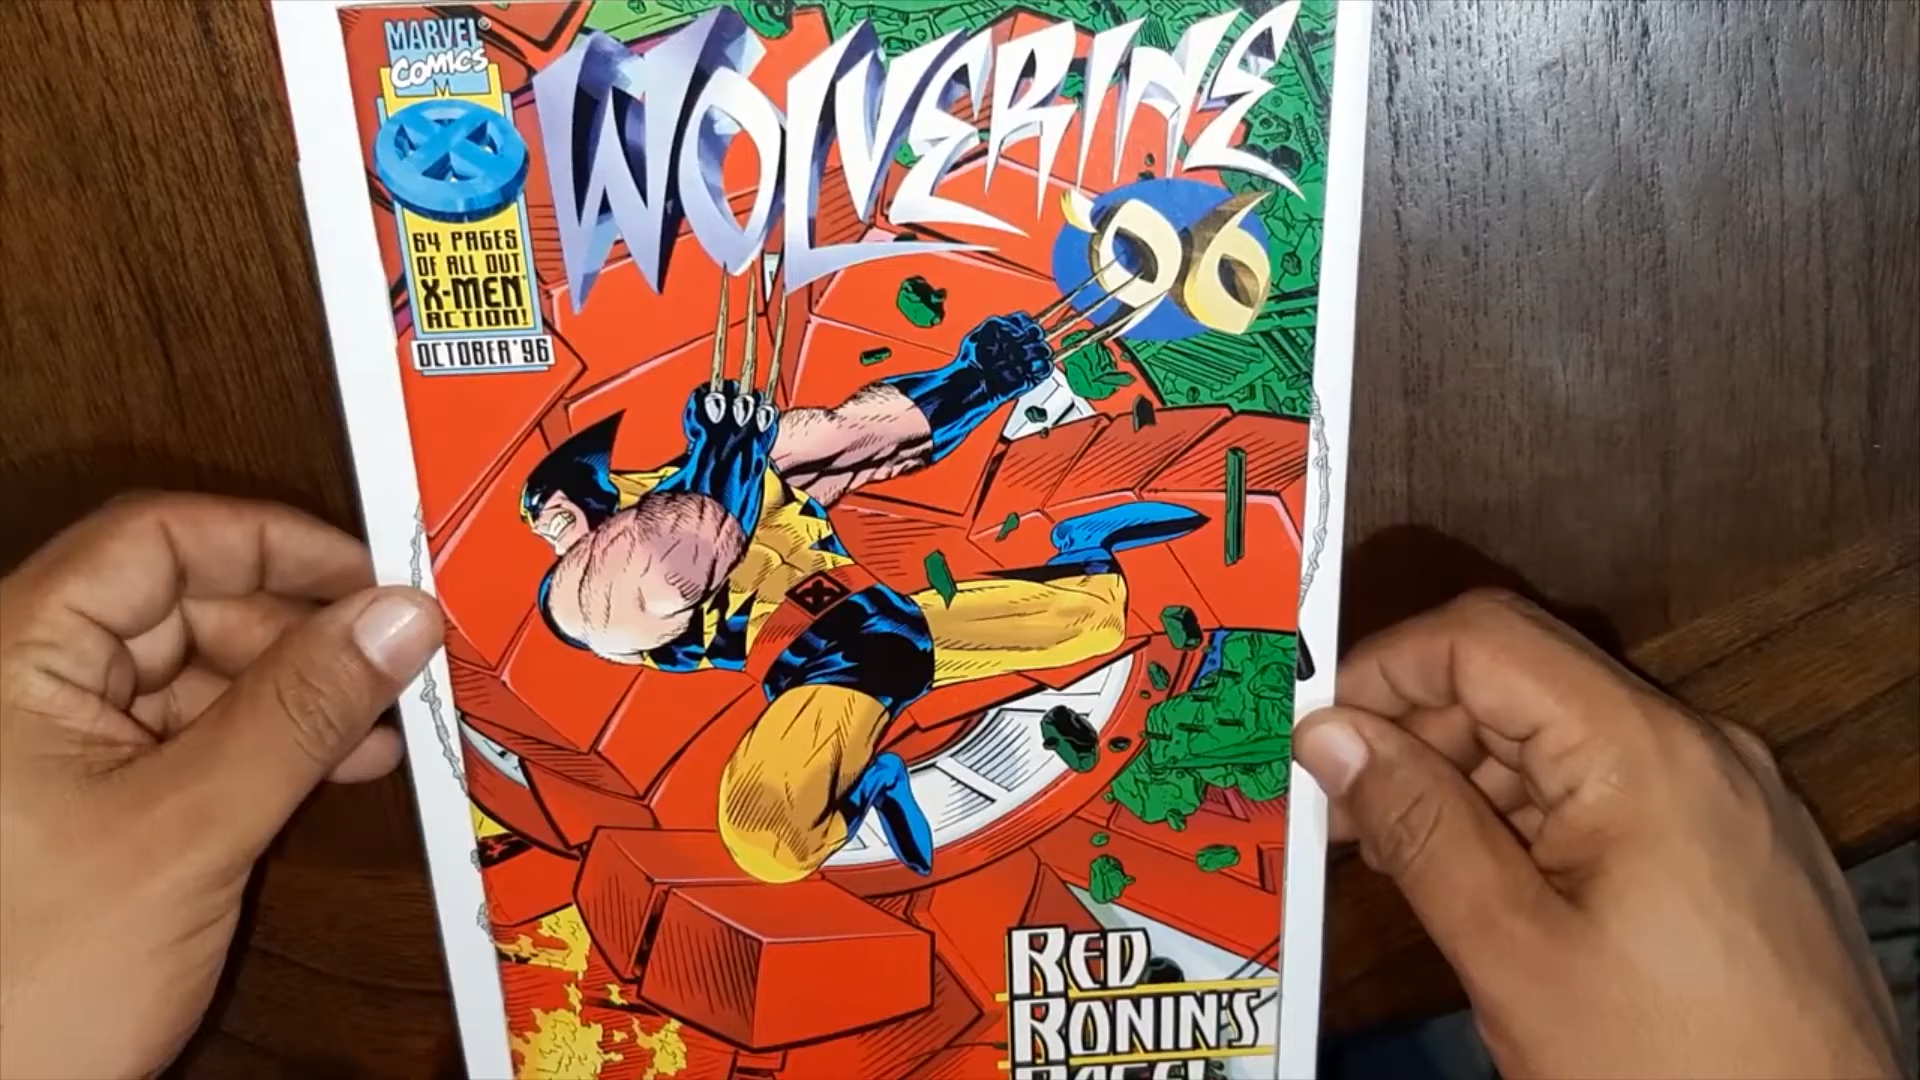 MARVEL®
COMICS
WOLVERINE
'96
64 PAGES
OF ALL OUT
X-MEN
ACTION!
OCTOBER '96
RED
RONIN'S